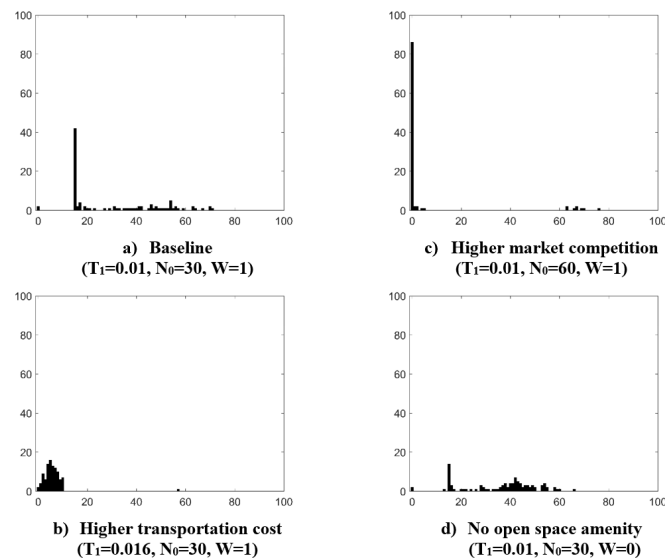 100
80
60
40
20
0
0 20 40 60 80 100
a) Baseline
(T₁=0.01, N₀=30, W=1)
100
80
60
40
20
0
0 20 40 60 80 100
c) Higher market competition
(T₁=0.01, N₀=60, W=1)
100
80
60
40
20
0
0 20 40 60 80 100
b) Higher transportation cost
(T₁=0.016, N₀=30, W=1)
100
80
60
40
20
0
0 20 40 60 80 100
d) No open space amenity
(T₁=0.01, N₀=30, W=0)